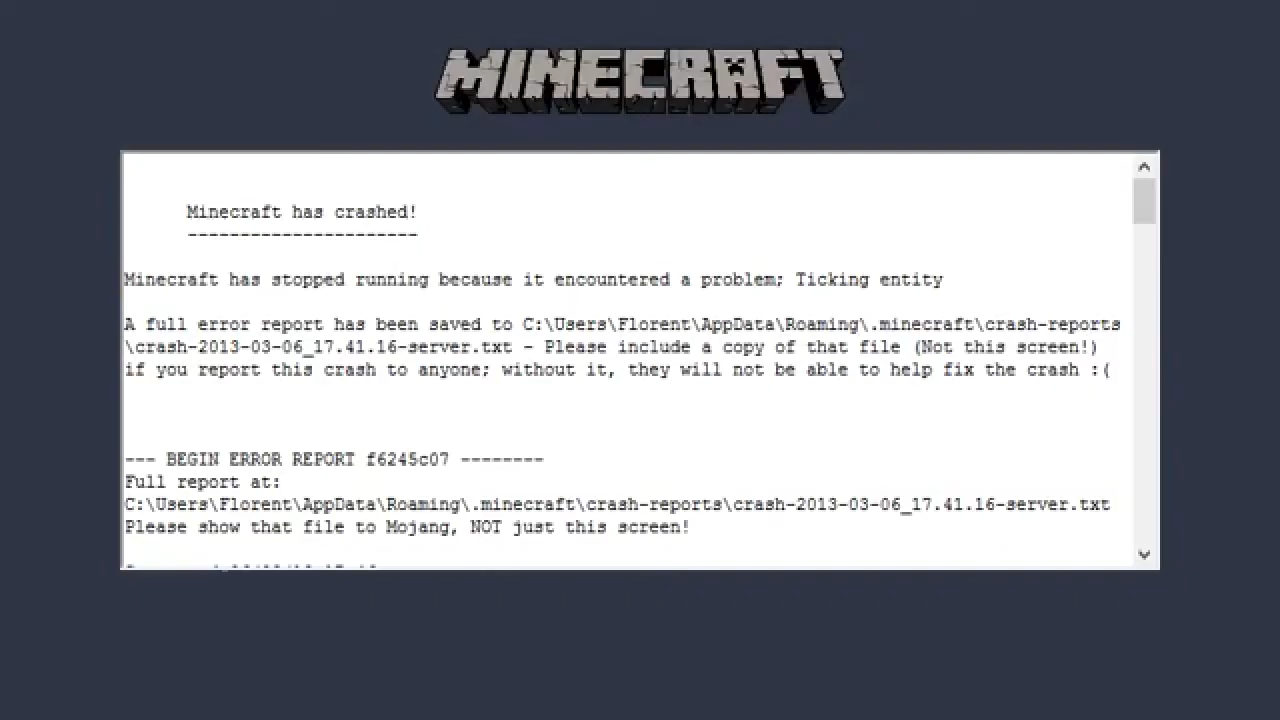 MINECRAFT
Minecraft has crashed!
----------------------
Minecraft has stopped running because it encountered a problem; Ticking entity
A full error report has been saved to C:\Users\Florent\AppData\Roaming\.minecraft\crash-reports
\crash-2013-03-06_17.41.16-server.txt - Please include a copy of that file (Not this screen!)
if you report this crash to anyone; without it, they will not be able to help fix the crash :(
--- BEGIN ERROR REPORT f6245c07 --------
Full report at:
C:\Users\Florent\AppData\Roaming\.minecraft\crash-reports\crash-2013-03-06_17.41.16-server.txt
Please show that file to Mojang, NOT just this screen!